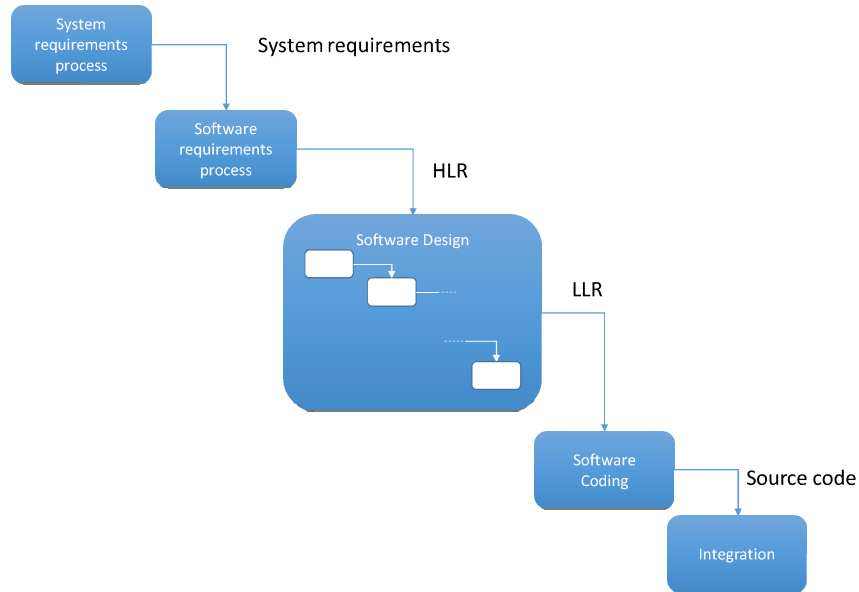 System
requirements
process
System requirements
Software
requirements
process
HLR
Software Design
LLR
Software
Coding
Source code
Integration